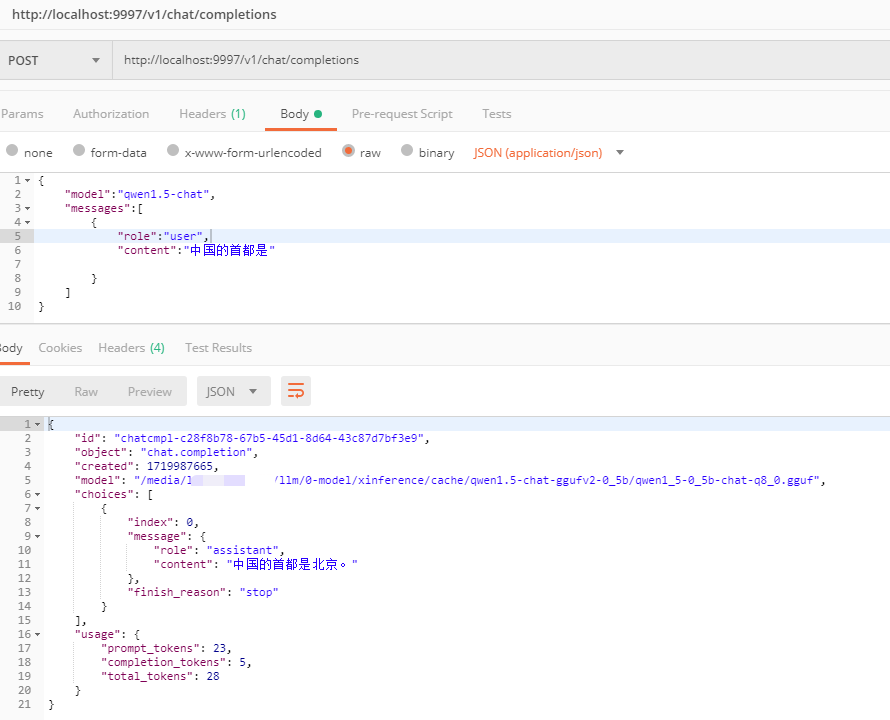 http://localhost:9997/v1/chat/completions
POST http://localhost:9997/v1/chat/completions
Params Authorization Headers (1) Body Pre-request Script Tests
none form-data x-www-form-urlencoded raw binary JSON (application/json)
1 {
2 "model":"qwen1.5-chat",
3 "messages":[
4 {
5 "role":"user",
6 "content":"中国的首都是"
7
8 }
9 ]
10 }
Body Cookies Headers (4) Test Results
Pretty Raw Preview JSON
1 {
2 "id": "chatcmpl-c28f8b78-67b5-45d1-8d64-43c87d7bf3e9",
3 "object": "chat.completion",
4 "created": 1719987665,
5 "model": "/media/l /llm/0-model/xinference/cache/qwen1.5-chat-ggufv2-0_5b/qwen1_5-0_5b-chat-q8_0.gguf",
6 "choices": [
7 {
8 "index": 0,
9 "message": {
10 "role": "assistant",
11 "content": "中国的首都是北京。"
12 },
13 "finish_reason": "stop"
14 }
15 ],
16 "usage": {
17 "prompt_tokens": 23,
18 "completion_tokens": 5,
19 "total_tokens": 28
20 }
21 }